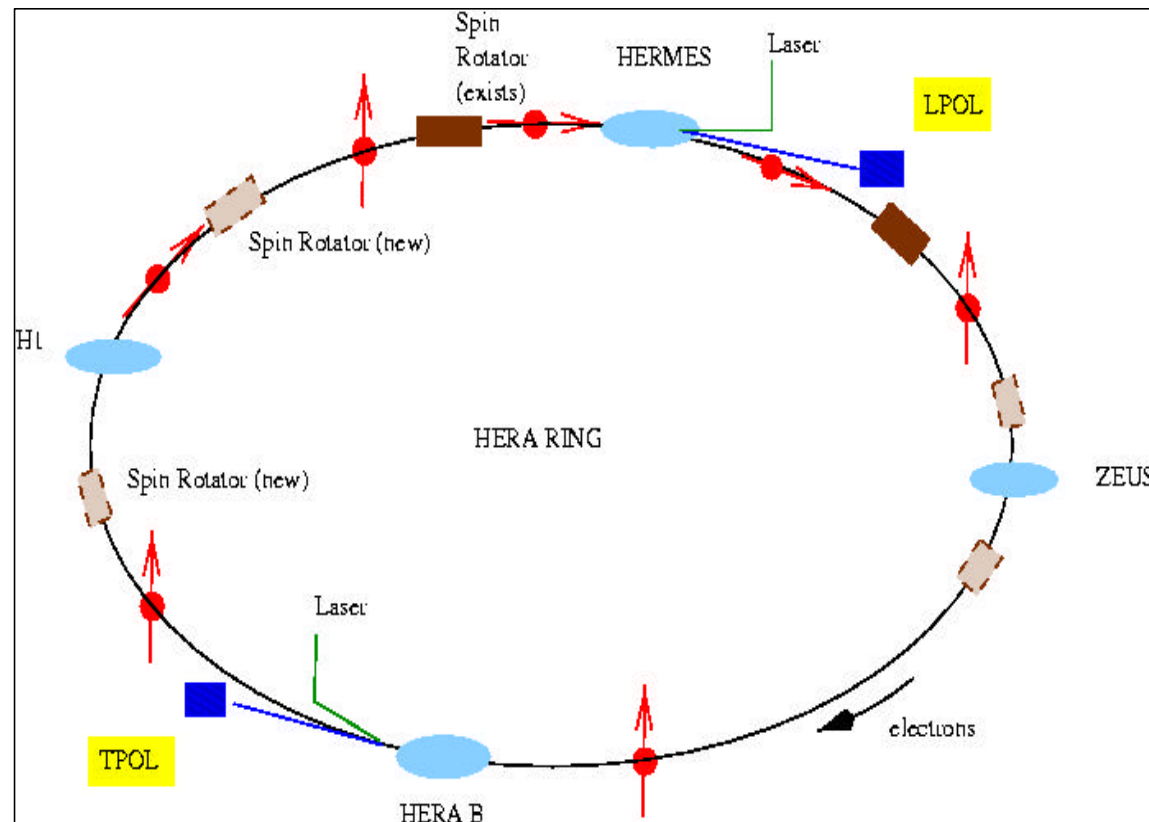 Spin
Rotator
(exists)
HERMES
Laser
LPOL
Spin Rotator (new)
H1
HERA RING
Spin Rotator (new)
ZEUS
Laser
electrons
TPOL
HERA B